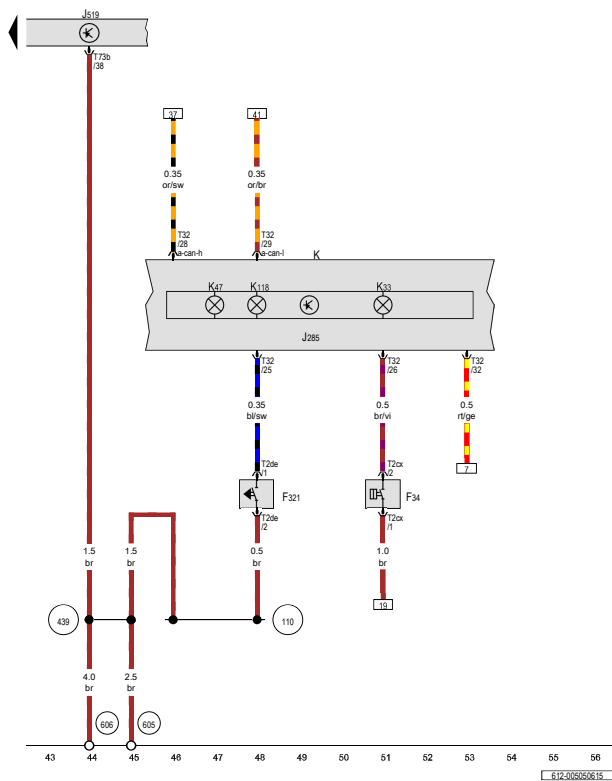 J519
T73b
/38
37
41
0.35
or/sw
0.35
or/br
T32
/28
a-can-h
T32
/29
a-can-l
K
K47
K118
K33
J285
T32
/25
T32
/26
T32
/32
0.35
bl/sw
0.5
br/vi
0.5
rt/ge
7
T2de
/1
T2cx
/2
F321
F34
T2de
/2
T2cx
/1
1.5
br
1.5
br
0.5
br
1.0
br
19
439
110
4.0
br
2.5
br
606
605
43 44 45 46 47 48 49 50 51 52 53 54 55 56
612-005050615